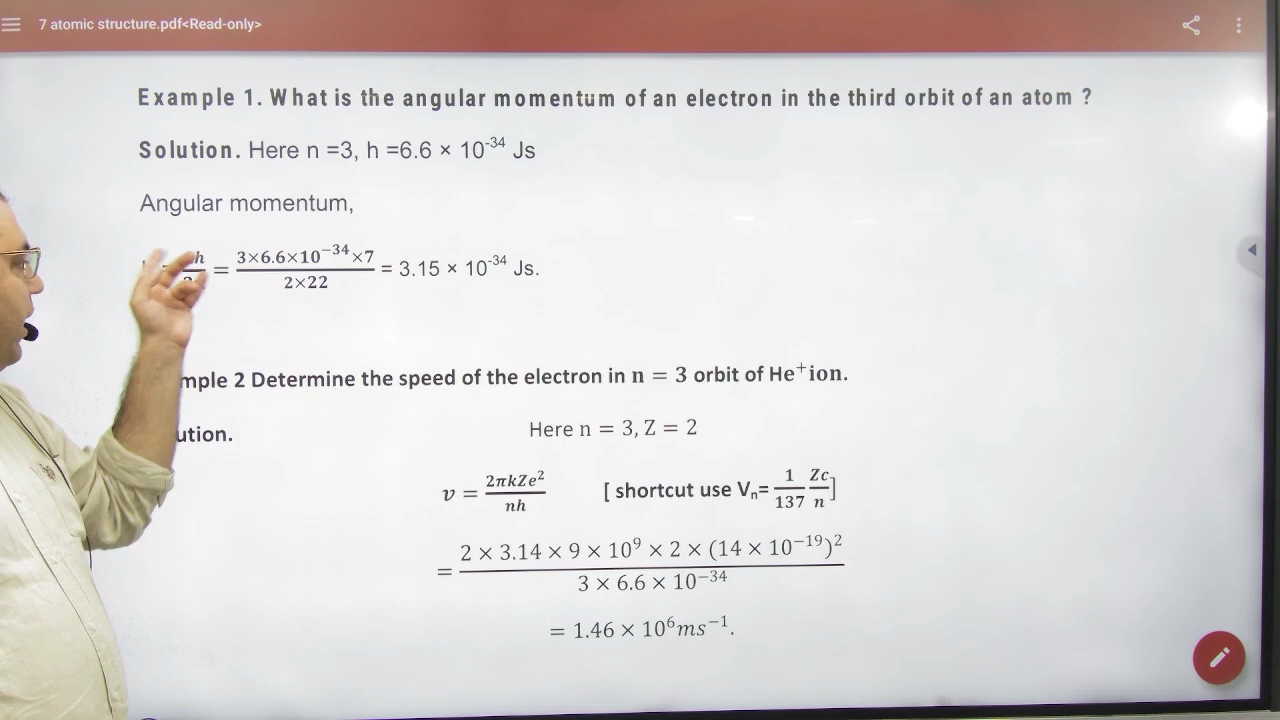 7 atomic structure.pdf<Read-only>
Example 1. What is the angular momentum of an electron in the third orbit of an atom ?
Solution. Here n =3, h =6.6 × 10⁻³⁴ Js
Angular momentum,
h = 3×6.6×10⁻³⁴×7 / 2×22 = 3.15 × 10⁻³⁴ Js.
mple 2 Determine the speed of the electron in n = 3 orbit of He⁺ion.
ution. Here n = 3, Z = 2
v = 2πkZe² / nh [ shortcut use Vₙ= 1/137 Zc/n ]
= 2 × 3.14 × 9 × 10⁹ × 2 × (14 × 10⁻¹⁹)² / 3 × 6.6 × 10⁻³⁴
= 1.46 × 10⁶ms⁻¹.